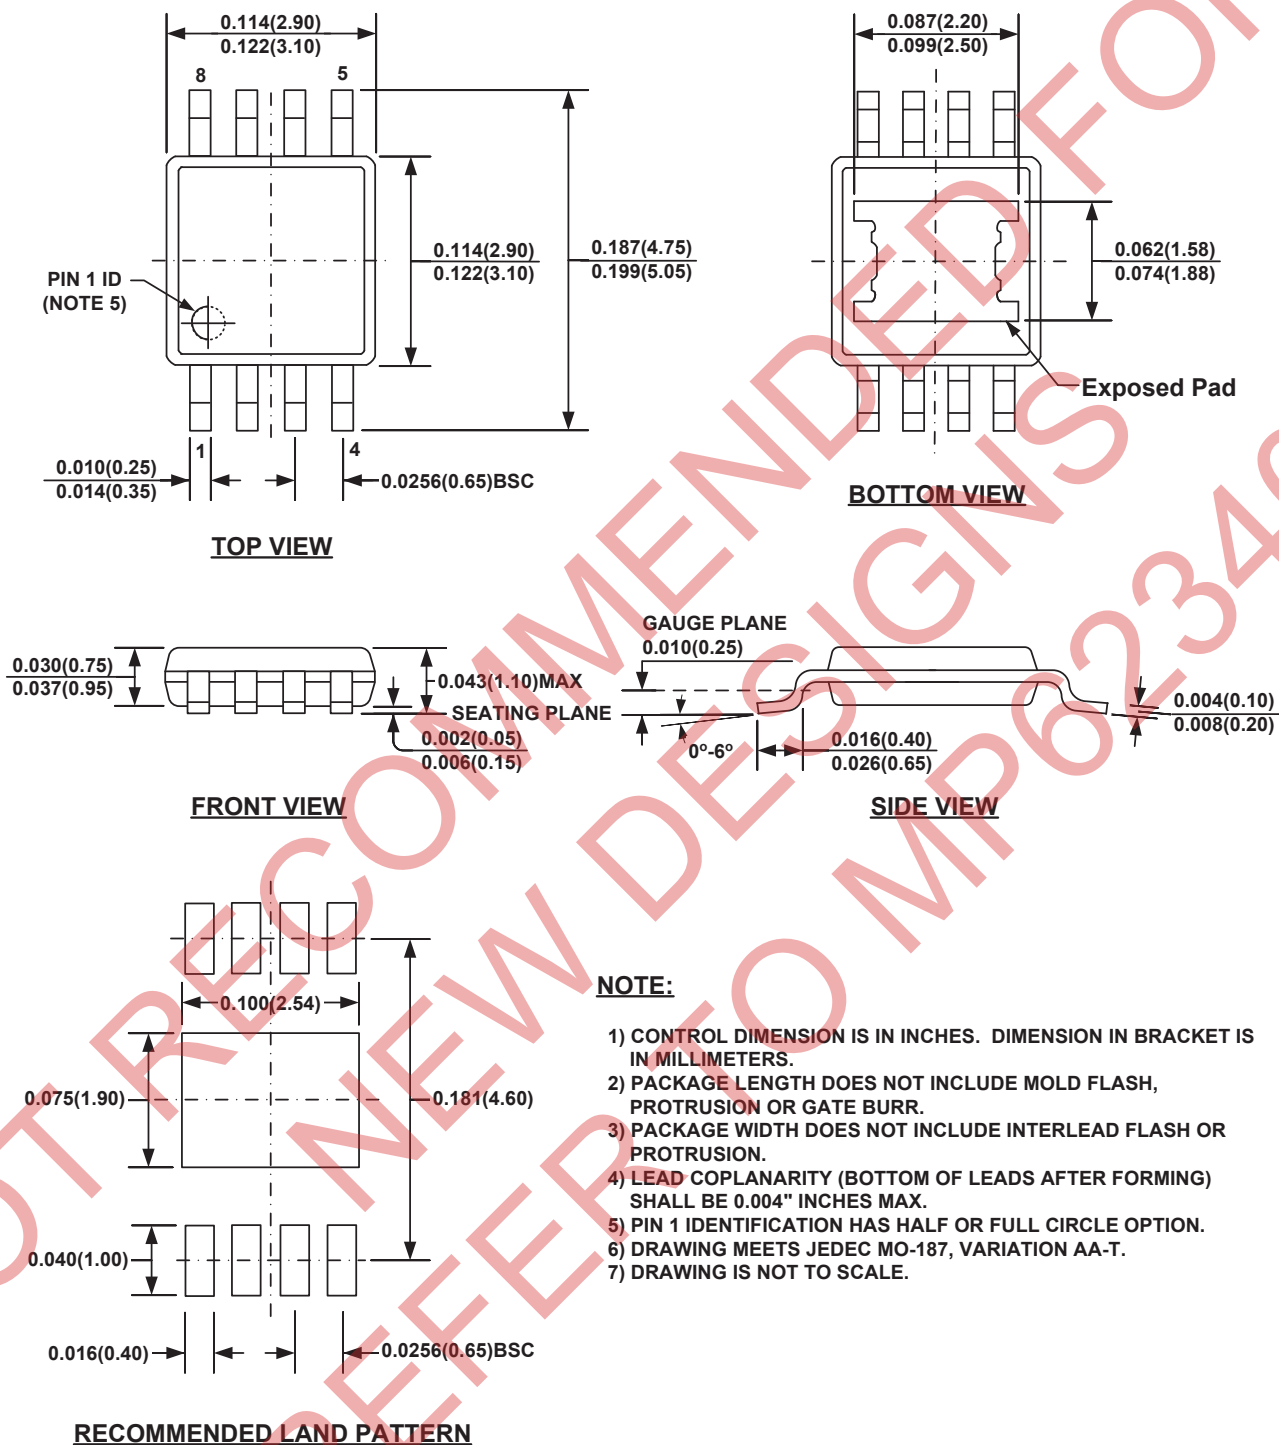 0.114(2.90)
0.122(3.10)
8
5
0.114(2.90)
0.122(3.10)
0.187(4.75)
0.199(5.05)
PIN 1 ID
(NOTE 5)
1
4
0.010(0.25)
0.014(0.35)
0.0256(0.65)BSC
TOP VIEW
0.087(2.20)
0.099(2.50)
0.062(1.58)
0.074(1.88)
Exposed Pad
BOTTOM VIEW
0.030(0.75)
0.037(0.95)
0.043(1.10)MAX
SEATING PLANE
0.002(0.05)
0.006(0.15)
FRONT VIEW
GAUGE PLANE
0.010(0.25)
0º-6º
0.016(0.40)
0.026(0.65)
0.004(0.10)
0.008(0.20)
SIDE VIEW
0.100(2.54)
0.075(1.90)
0.181(4.60)
0.040(1.00)
0.016(0.40)
0.0256(0.65)BSC
RECOMMENDED LAND PATTERN
NOTE:
1) CONTROL DIMENSION IS IN INCHES. DIMENSION IN BRACKET IS
IN MILLIMETERS.
2) PACKAGE LENGTH DOES NOT INCLUDE MOLD FLASH,
PROTRUSION OR GATE BURR.
3) PACKAGE WIDTH DOES NOT INCLUDE INTERLEAD FLASH OR
PROTRUSION.
4) LEAD COPLANARITY (BOTTOM OF LEADS AFTER FORMING)
SHALL BE 0.004" INCHES MAX.
5) PIN 1 IDENTIFICATION HAS HALF OR FULL CIRCLE OPTION.
6) DRAWING MEETS JEDEC MO-187, VARIATION AA-T.
7) DRAWING IS NOT TO SCALE.
OT RECOMMENDED FO
NEW DESIGNS
REFER TO MP6234